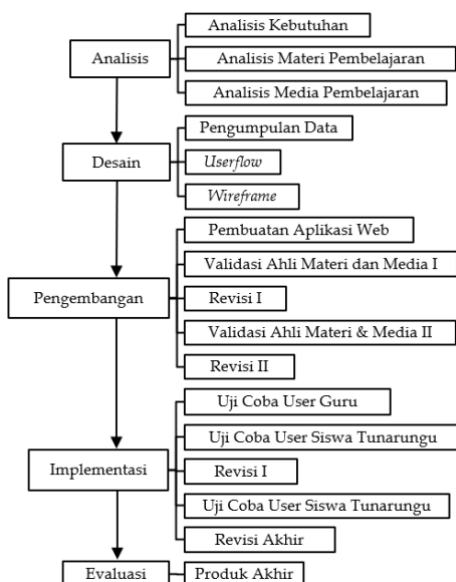 Analisis
Analisis Kebutuhan
Analisis Materi Pembelajaran
Analisis Media Pembelajaran
Desain
Pengumpulan Data
Userflow
Wireframe
Pengembangan
Pembuatan Aplikasi Web
Validasi Ahli Materi dan Media I
Revisi I
Validasi Ahli Materi & Media II
Revisi II
Implementasi
Uji Coba User Guru
Uji Coba User Siswa Tunarungu
Revisi I
Uji Coba User Siswa Tunarungu
Revisi Akhir
Evaluasi
Produk Akhir